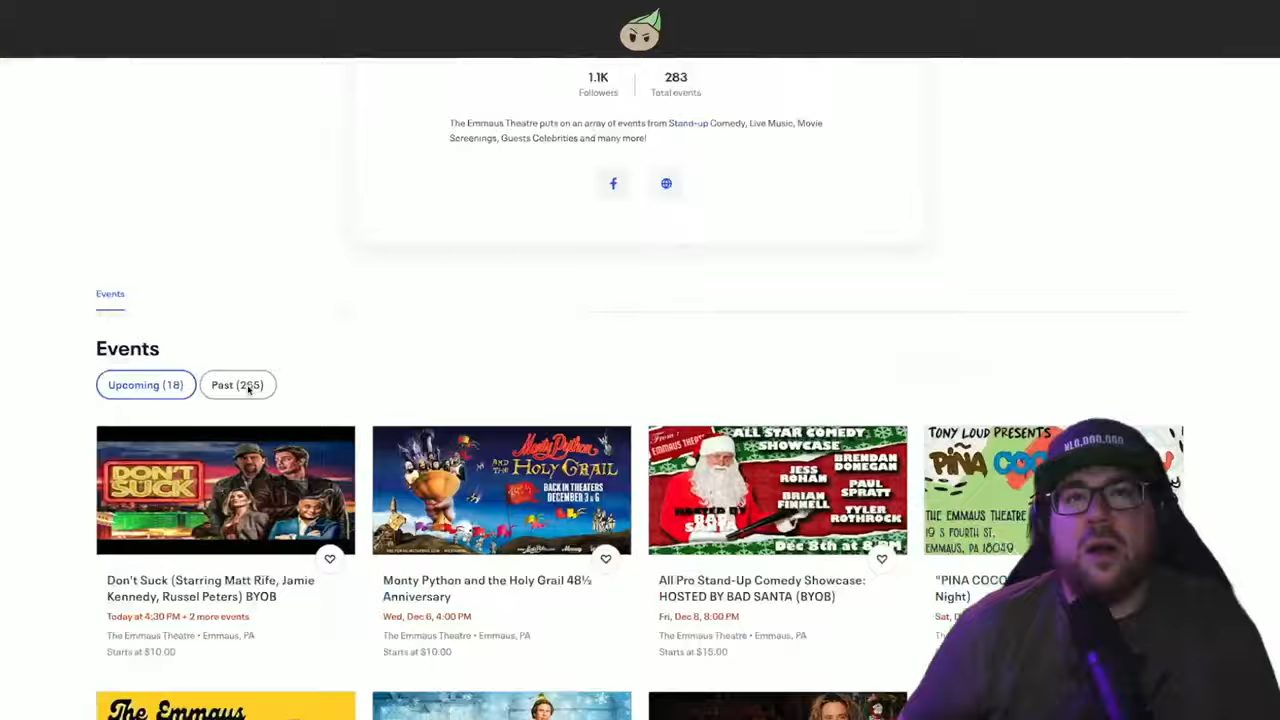 1.1K
283
Followers
Total events
The Emmaus Theatre puts on an array of events from Stand-up Comedy, Live Music, Movie
Screenings, Guests Celebrities and many more!
Events
Events
Upcoming (18)
Past (265)
DON'T
SUCK
Monty Python
AND THE
HOLY GRAIL
BACK IN THEATERS
DECEMBER 3 & 6
EMMAUS THEATRE
ALL STAR COMEDY
SHOWCASE
JESS
ROHAN
BRENDAN
DONEGAN
BRIAN
FINNELL
PAUL
SPRATT
TYLER
ROTHROCK
HOSTED BY
Dec 8th at 8PM
TONY LOUD PRESENTS
PIÑA COC
THE EMMAUS THEATRE
19 S FOURTH ST.
EMMAUS, PA 18049
Don't Suck (Starring Matt Rife, Jamie
Kennedy, Russel Peters) BYOB
Today at 4:30 PM + 2 more events
The Emmaus Theatre • Emmaus, PA
Starts at $10.00
Monty Python and the Holy Grail 48½
Anniversary
Wed, Dec 6, 4:00 PM
The Emmaus Theatre • Emmaus, PA
Starts at $10.00
All Pro Stand-Up Comedy Showcase:
HOSTED BY BAD SANTA (BYOB)
Fri, Dec 8, 8:00 PM
The Emmaus Theatre • Emmaus, PA
Starts at $15.00
"PINA COCO
Night)
Sat, D
Th
The Emmaus